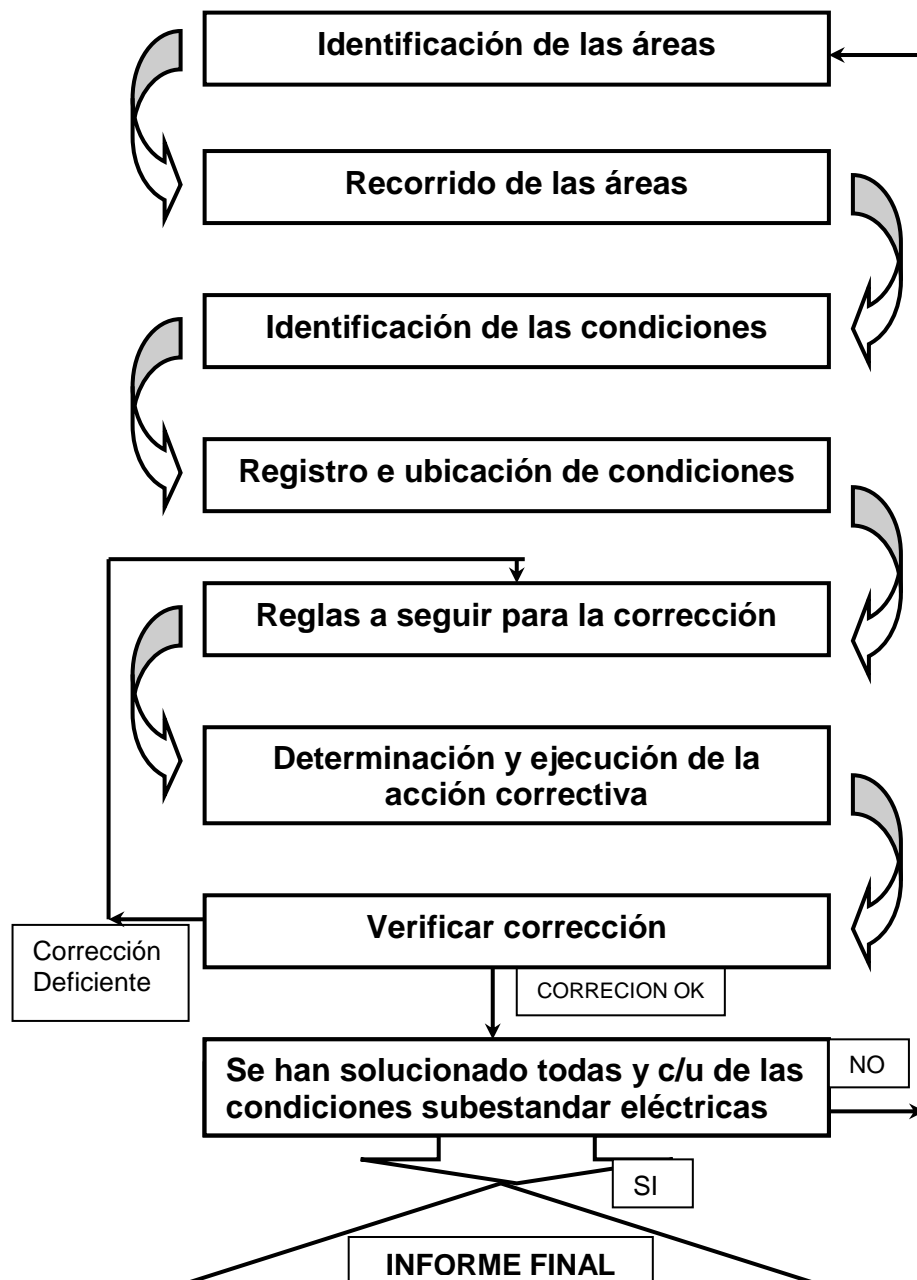 Identificación de las áreas
Recorrido de las áreas
Identificación de las condiciones
Registro e ubicación de condiciones
Reglas a seguir para la corrección
Determinación y ejecución de la
acción correctiva
Verificar corrección
Corrección
Deficiente
CORRECION OK
Se han solucionado todas y c/u de las
condiciones subestandar eléctricas
NO
SI
INFORME FINAL